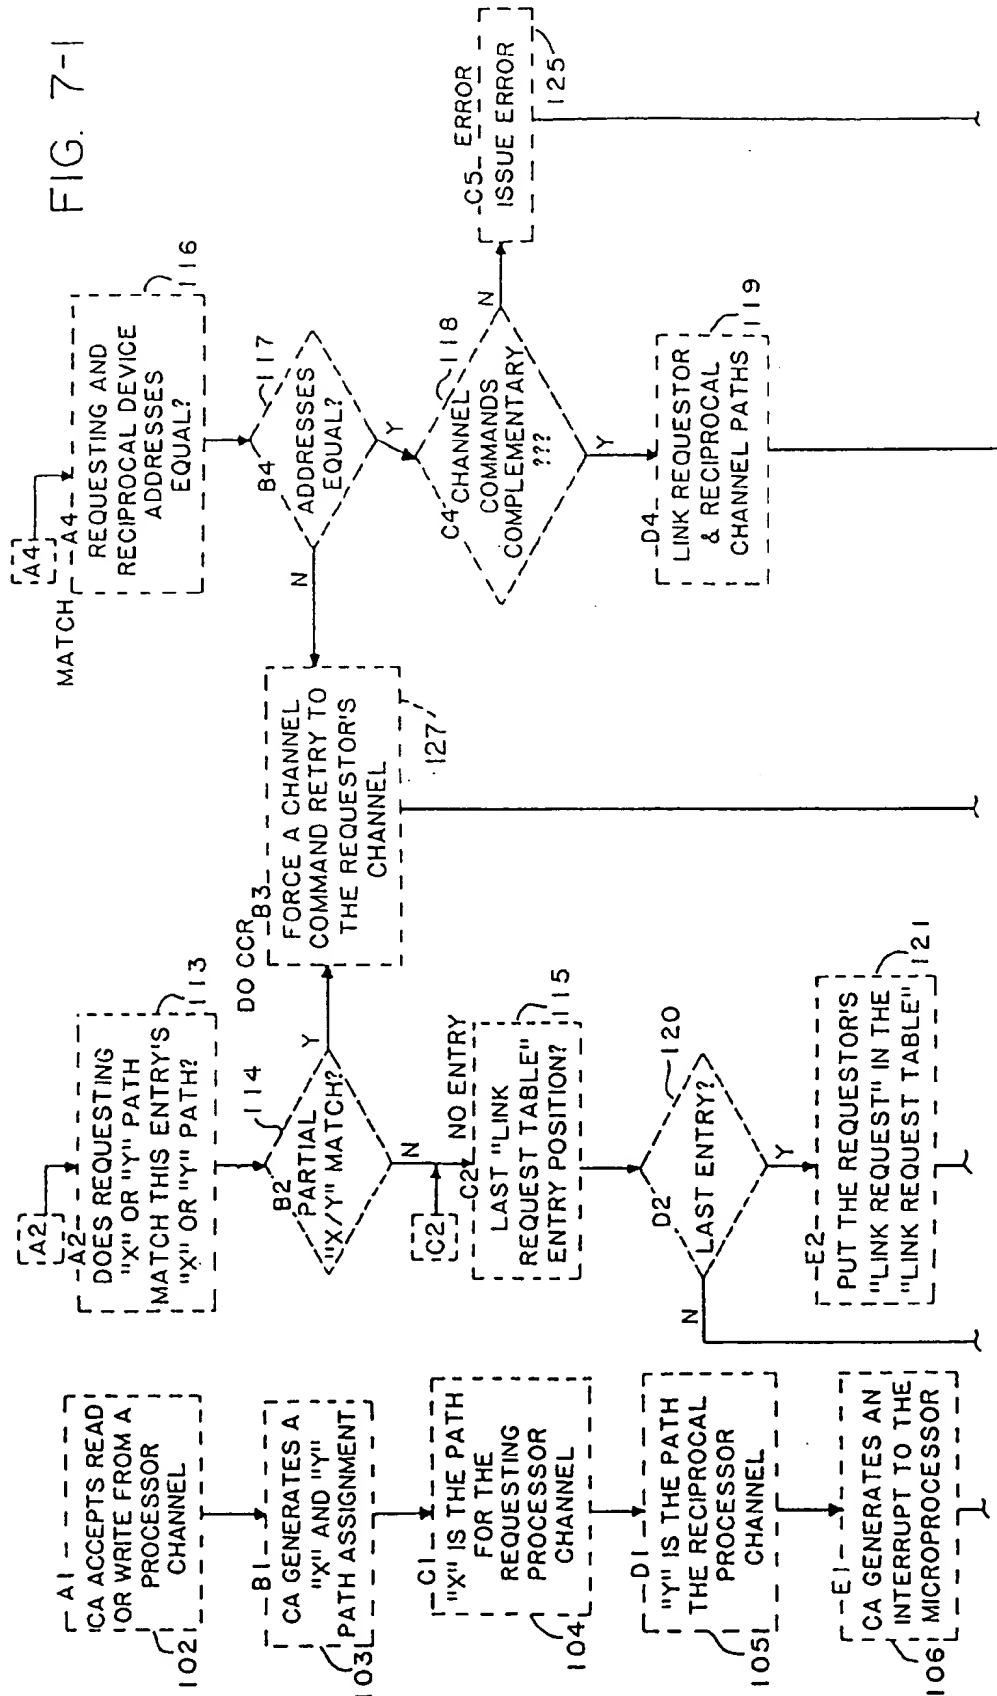 FIG. 7-1
A1
CA ACCEPTS READ
OR WRITE FROM A
PROCESSOR
CHANNEL
102
B1
CA GENERATES A
"X" AND "Y"
PATH ASSIGNMENT
103
C1
"X" IS THE PATH
FOR THE
REQUESTING
PROCESSOR
CHANNEL
104
D1
"Y" IS THE PATH
THE RECIPROCAL
PROCESSOR
CHANNEL
105
E1
CA GENERATES AN
INTERRUPT TO THE
MICROPROCESSOR
106
A2
A2
DOES REQUESTING
"X" OR "Y" PATH
MATCH THIS ENTRY'S
"X" OR "Y" PATH?
113
B2
PARTIAL
"X/Y" MATCH?
114
Y
N
C2
NO ENTRY
C2
LAST "LINK
REQUEST TABLE"
ENTRY POSITION?
115
D2
LAST ENTRY?
120
N
Y
E2
PUT THE REQUESTOR'S
"LINK REQUEST" IN THE
"LINK REQUEST TABLE"
121
DO CCR
B3
FORCE A CHANNEL
COMMAND RETRY TO
THE REQUESTOR'S
CHANNEL
127
A4
MATCH
A4
REQUESTING AND
RECIPROCAL DEVICE
ADDRESSES
EQUAL?
116
B4
ADDRESSES
EQUAL?
117
N
Y
C4
CHANNEL
COMMANDS
COMPLEMENTARY
???
118
N
Y
D4
LINK REQUESTOR
& RECIPROCAL
CHANNEL PATHS
119
C5
ERROR
ISSUE ERROR
125